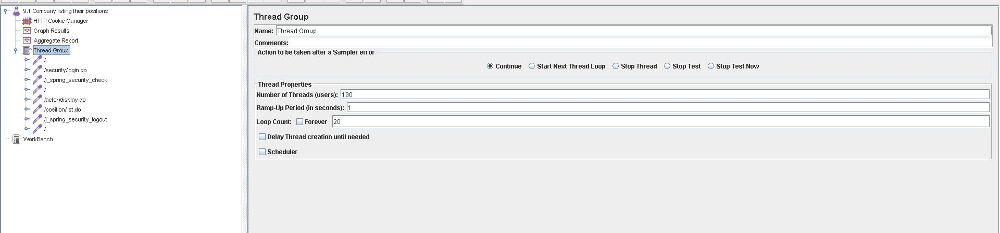 9.1 Company listing their positions
HTTP Cookie Manager
Graph Results
Aggregate Report
Thread Group
/
/security/login.do
/j_spring_security_check
/
/actor/display.do
/position/list.do
/j_spring_security_logout
/
WorkBench
Thread Group
Name: Thread Group
Comments:
Action to be taken after a Sampler error
Continue Start Next Thread Loop Stop Thread Stop Test Stop Test Now
Thread Properties
Number of Threads (users): 190
Ramp-Up Period (in seconds): 1
Loop Count: Forever 20
Delay Thread creation until needed
Scheduler